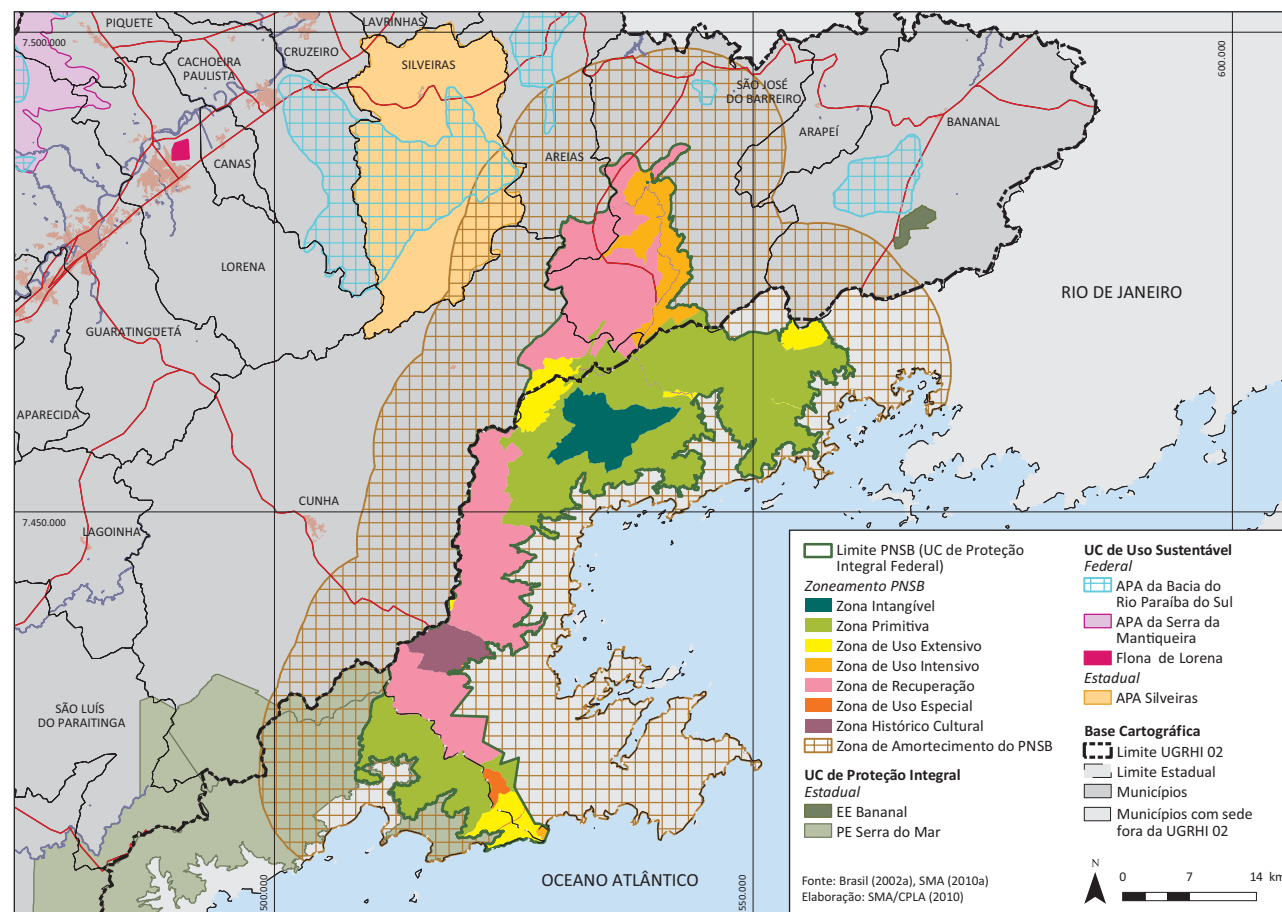 7.500.000
PIQUETE
LAVRINHAS
CRUZEIRO
CACHOEIRA
PAULISTA
SILVEIRAS
600.000
SÃO JOSÉ
DO BARREIRO
ARAPEÍ
BANANAL
CANAS
AREIAS
LORENA
RIO DE JANEIRO
GUARATINGUETÁ
APARECIDA
CUNHA
7.450.000
LAGOINHA
SÃO LUÍS
DO PARAITINGA
OCEANO ATLÂNTICO
500.000
550.000
Limite PNSB (UC de Proteção
Integral Federal)
Zoneamento PNSB
Zona Intangível
Zona Primitiva
Zona de Uso Extensivo
Zona de Uso Intensivo
Zona de Recuperação
Zona de Uso Especial
Zona Histórico Cultural
Zona de Amortecimento do PNSB
UC de Proteção Integral
Estadual
EE Bananal
PE Serra do Mar
UC de Uso Sustentável
Federal
APA da Bacia do
Rio Paraíba do Sul
APA da Serra da
Mantiqueira
Flona de Lorena
Estadual
APA Silveiras
Base Cartográfica
Limite UGRHI 02
Limite Estadual
Municípios
Municípios com sede
fora da UGRHI 02
Fonte: Brasil (2002a), SMA (2010a)
Elaboração: SMA/CPLA (2010)
N
0 7 14 km